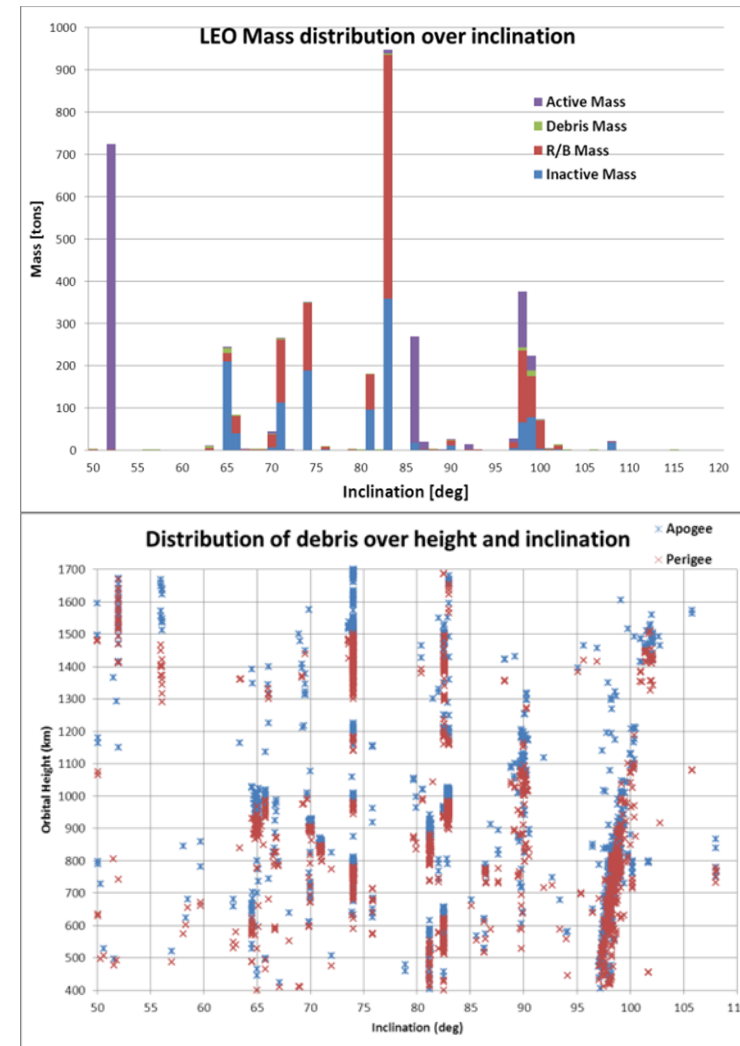 LEO Mass distribution over inclination
1000
900
800
700
600
500
400
300
200
100
0
Mass [tons]
Active Mass
Debris Mass
R/B Mass
Inactive Mass
50 55 60 65 70 75 80 85 90 95 100 105 110 115 120
Inclination [deg]
Distribution of debris over height and inclination
Apogee
Perigee
1700
1600
1500
1400
1300
1200
1100
1000
900
800
700
600
500
400
Orbital Height (km)
50 55 60 65 70 75 80 85 90 95 100 105 11
Inclination (deg)